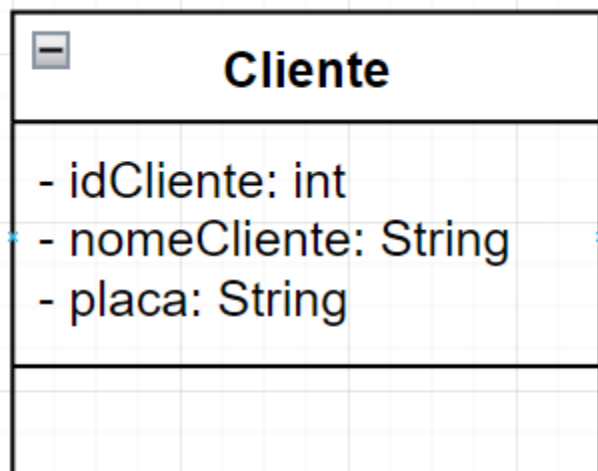 Cliente
- idCliente: int
- nomeCliente: String
- placa: String